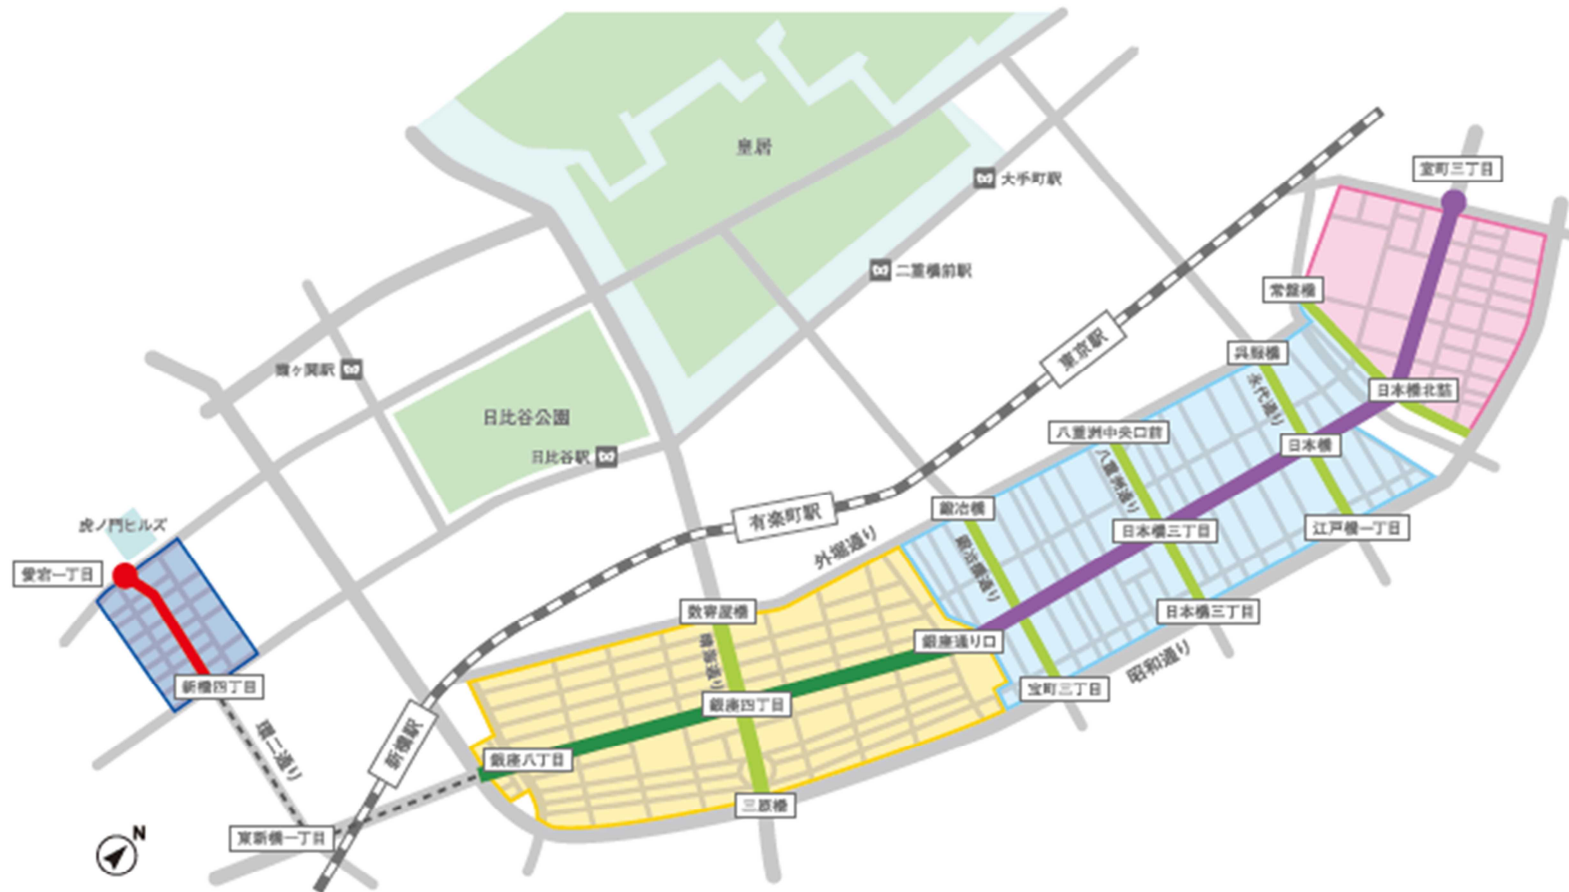 皇居
室町三丁目
大手町駅
二重橋前駅
常盤橋
東京駅
呉服橋
霞ヶ関駅
日本橋北詰
永代通り
日比谷公園
日比谷駅
八重洲中央口前
日本橋
八重洲通り
有楽町駅
鍛冶橋
虎ノ門ヒルズ
外堀通り
日本橋三丁目
江戸橋一丁目
鍛冶橋通り
愛宕一丁目
数寄屋橋
日本橋三丁目
銀座通り口
晴海通り
昭和通り
新橋四丁目
宝町三丁目
銀座四丁目
環二通り
新橋駅
銀座八丁目
三原橋
東新橋一丁目
N